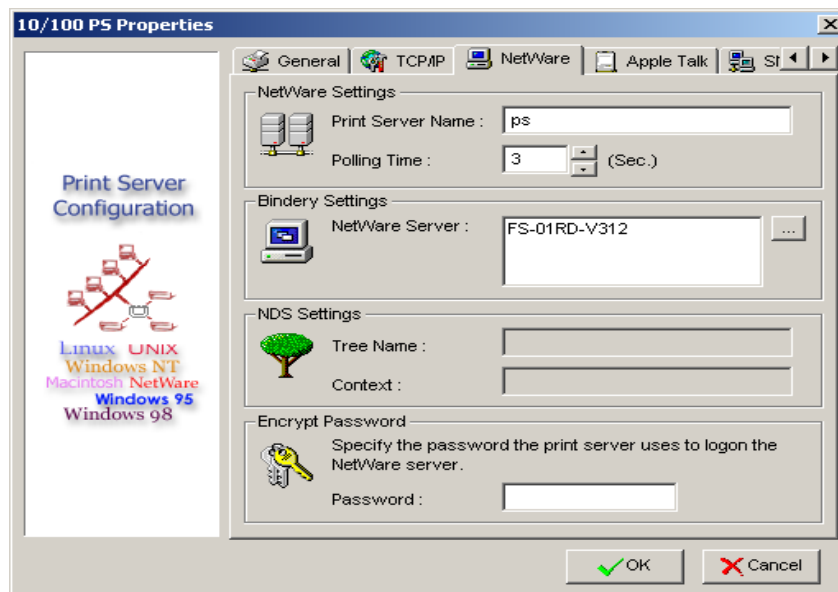 10/100 PS Properties
General TCP/IP NetWare Apple Talk
Print Server
Configuration
Linux UNIX
Windows NT
Macintosh NetWare
Windows 95
Windows 98
NetWare Settings
Print Server Name : ps
Polling Time : 3 (Sec.)
Bindery Settings
NetWare Server : FS-01RD-V312
...
NDS Settings
Tree Name :
Context :
Encrypt Password
Specify the password the print server uses to logon the
NetWare server.
Password :
OK Cancel